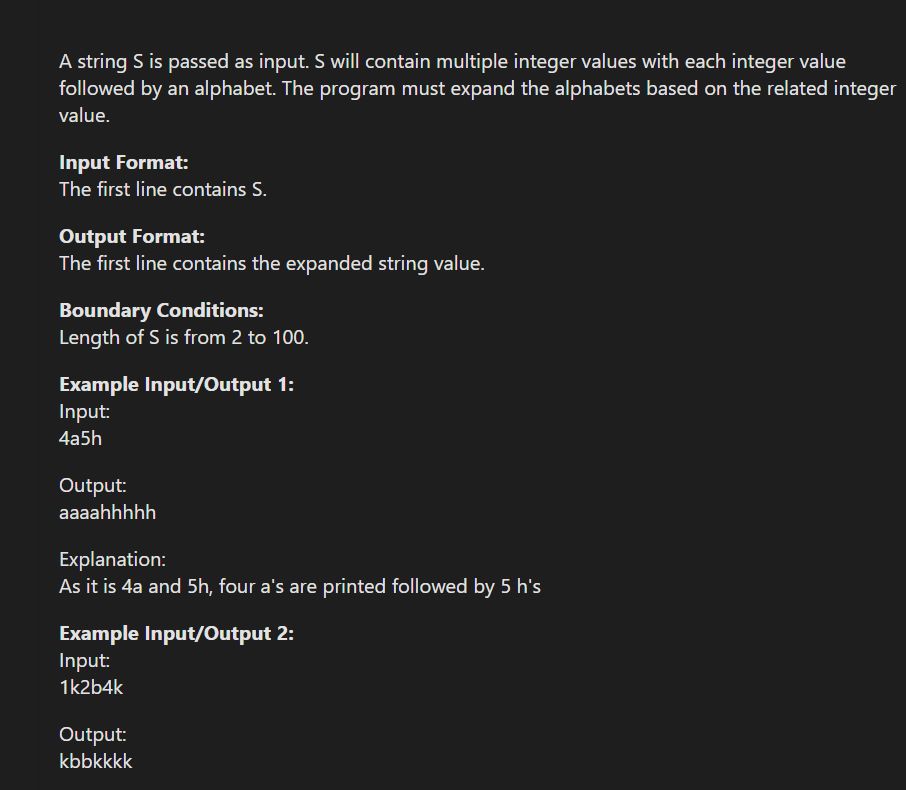 A string S is passed as input. S will contain multiple integer values with each integer value
followed by an alphabet. The program must expand the alphabets based on the related integer
value.
Input Format:
The first line contains S.
Output Format:
The first line contains the expanded string value.
Boundary Conditions:
Length of S is from 2 to 100.
Example Input/Output 1:
Input:
4a5h
Output:
aaaahhhhh
Explanation:
As it is 4a and 5h, four a's are printed followed by 5 h's
Example Input/Output 2:
Input:
1k2b4k
Output:
kbbkkkk